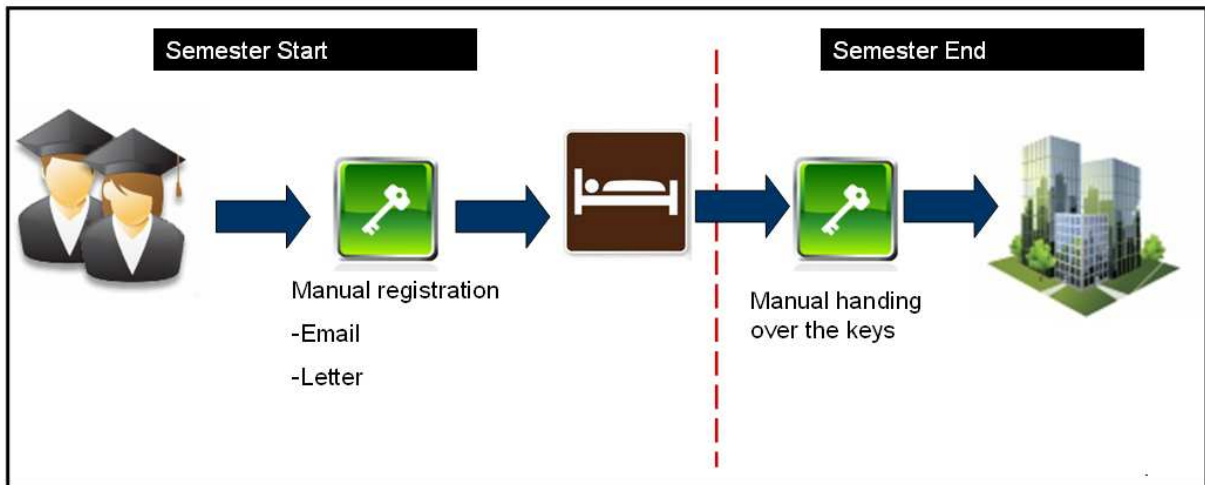 Semester Start
Semester End
Manual registration
-Email
-Letter
Manual handing
over the keys